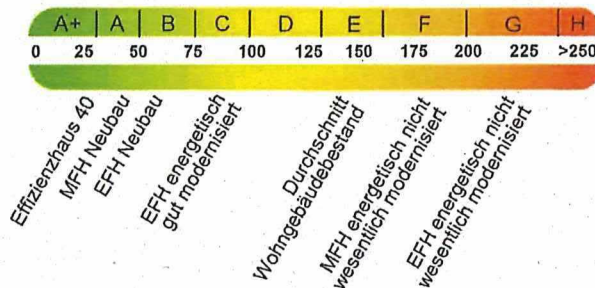 A+ A B C D E F G H
0 25 50 75 100 125 150 175 200 225 >250
Effizienzhaus 40
MFH Neubau
EFH Neubau
EFH energetisch
gut modernisiert
Durchschnitt
Wohngebäudebestand
MFH energetisch nicht
wesentlich modernisiert
EFH energetisch nicht
wesentlich modernisiert